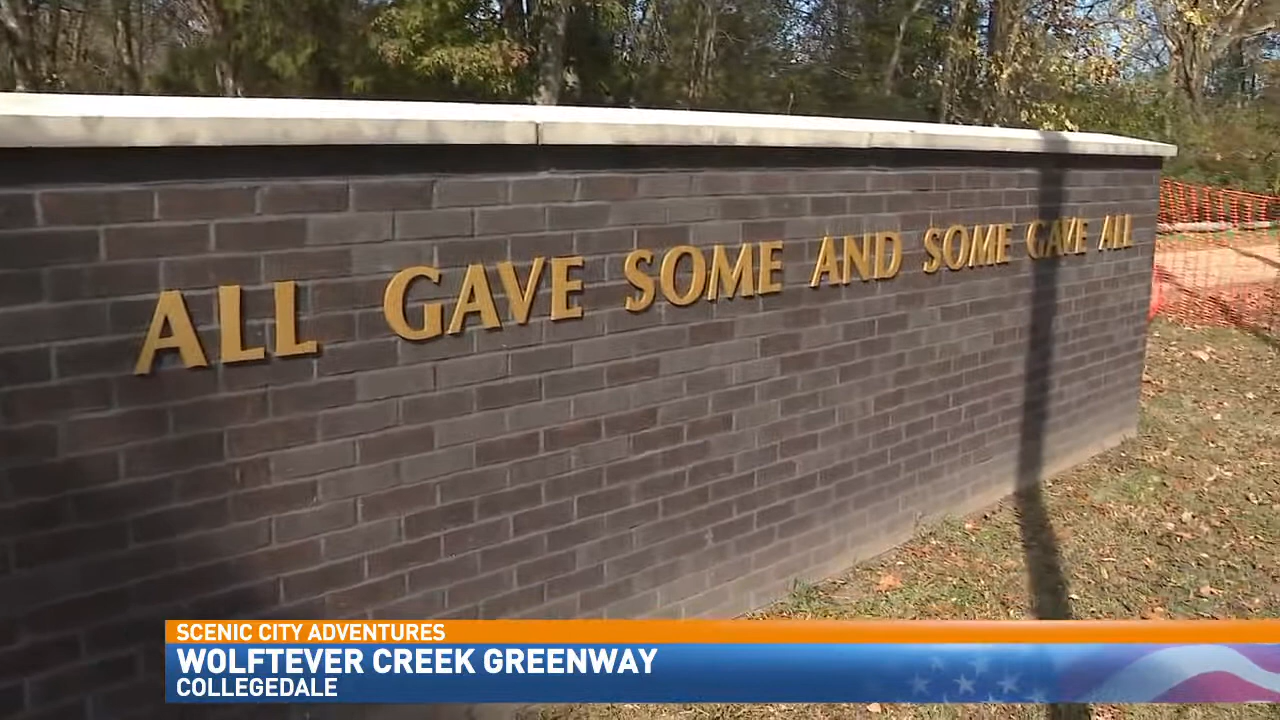 ALL GAVE SOME AND SOME GAVE ALL
SCENIC CITY ADVENTURES
WOLFTEVER CREEK GREENWAY
COLLEGEDALE